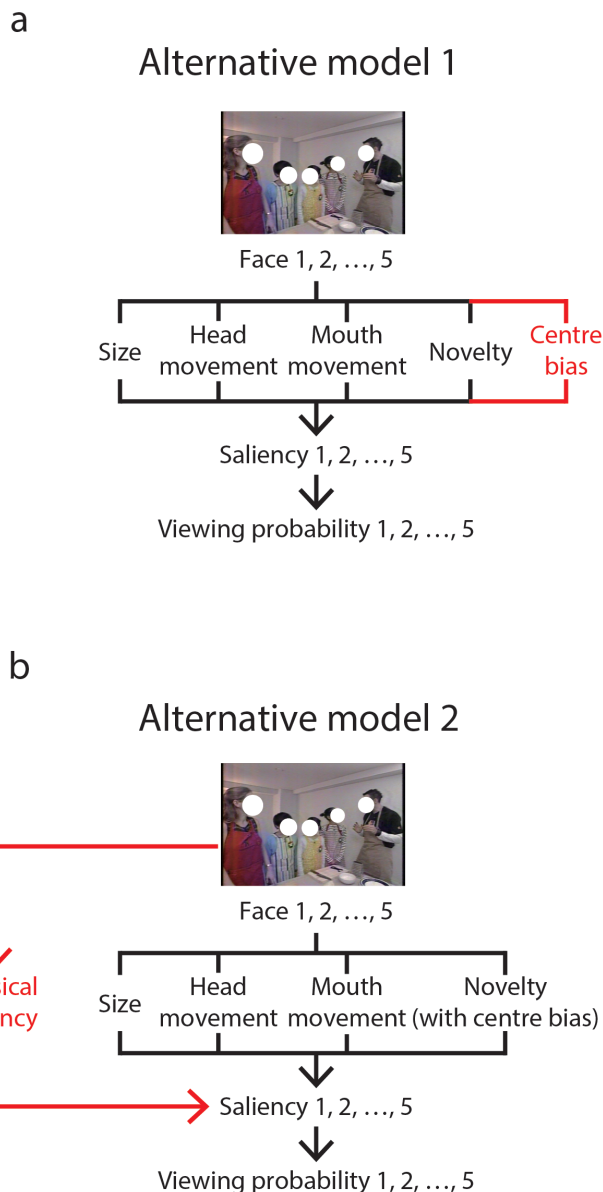 a
Alternative model 1
Face 1, 2, …, 5
Size
Head
movement
Mouth
movement
Novelty
Centre
bias
Saliency 1, 2, …, 5
Viewing probability 1, 2, …, 5
b
Alternative model 2
Face 1, 2, …, 5
sical
ncy
Size
Head
movement
Mouth
movement
Novelty
(with centre bias)
Saliency 1, 2, …, 5
Viewing probability 1, 2, …, 5